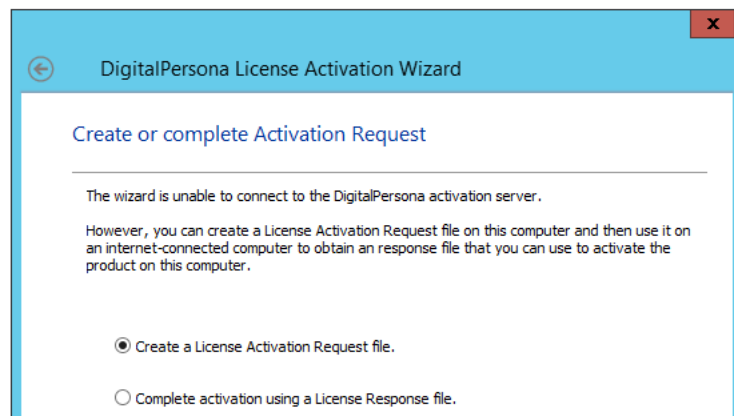 x
DigitalPersona License Activation Wizard
Create or complete Activation Request
The wizard is unable to connect to the DigitalPersona activation server.
However, you can create a License Activation Request file on this computer and then use it on
an internet-connected computer to obtain an response file that you can use to activate the
product on this computer.
Create a License Activation Request file.
Complete activation using a License Response file.